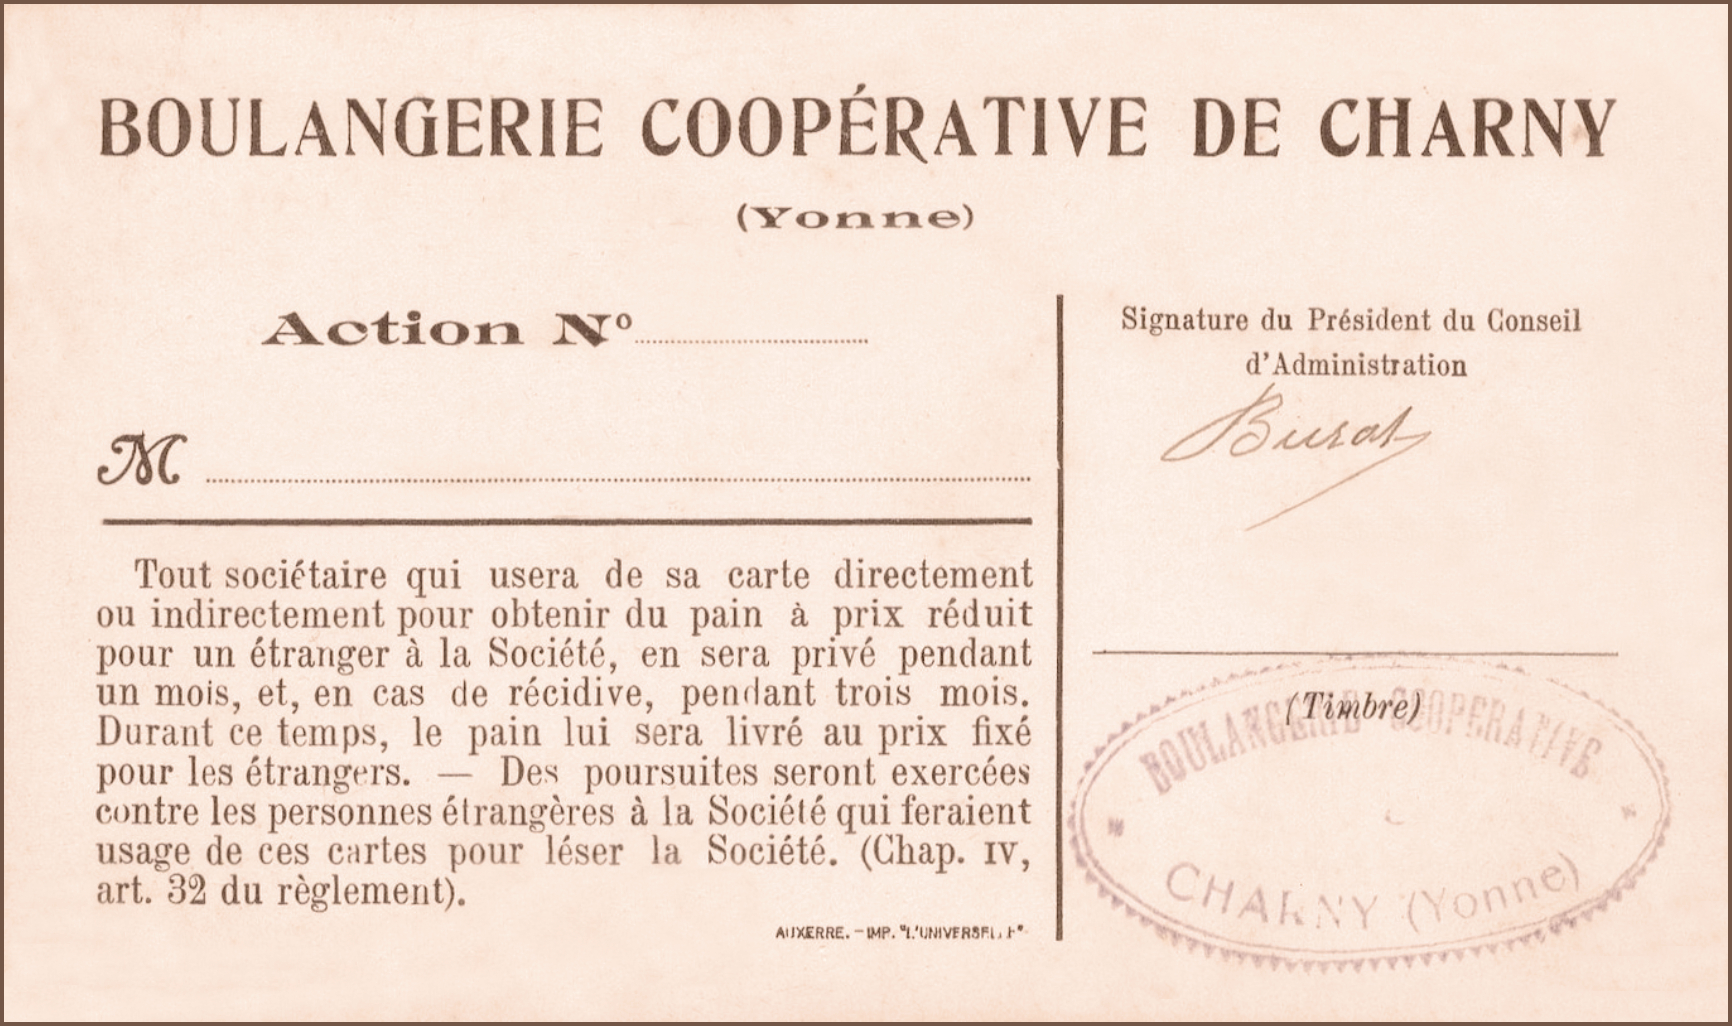 BOULANGERIE COOPÉRATIVE DE CHARNY
(Yonne)
Action Nº
M
Tout sociétaire qui usera de sa carte directement
ou indirectement pour obtenir du pain à prix réduit
pour un étranger à la Société, en sera privé pendant
un mois, et, en cas de récidive, pendant trois mois.
Durant ce temps, le pain lui sera livré au prix fixé
pour les étrangers. — Des poursuites seront exercées
contre les personnes étrangères à la Société qui feraient
usage de ces cartes pour léser la Société. (Chap. IV,
art. 32 du règlement).
AUXERRE. – IMP. "L'UNIVERSELLE"
Signature du Président du Conseil
d'Administration
(Timbre)
BOULANGERIE COOPERATIVE
CHARNY (Yonne)